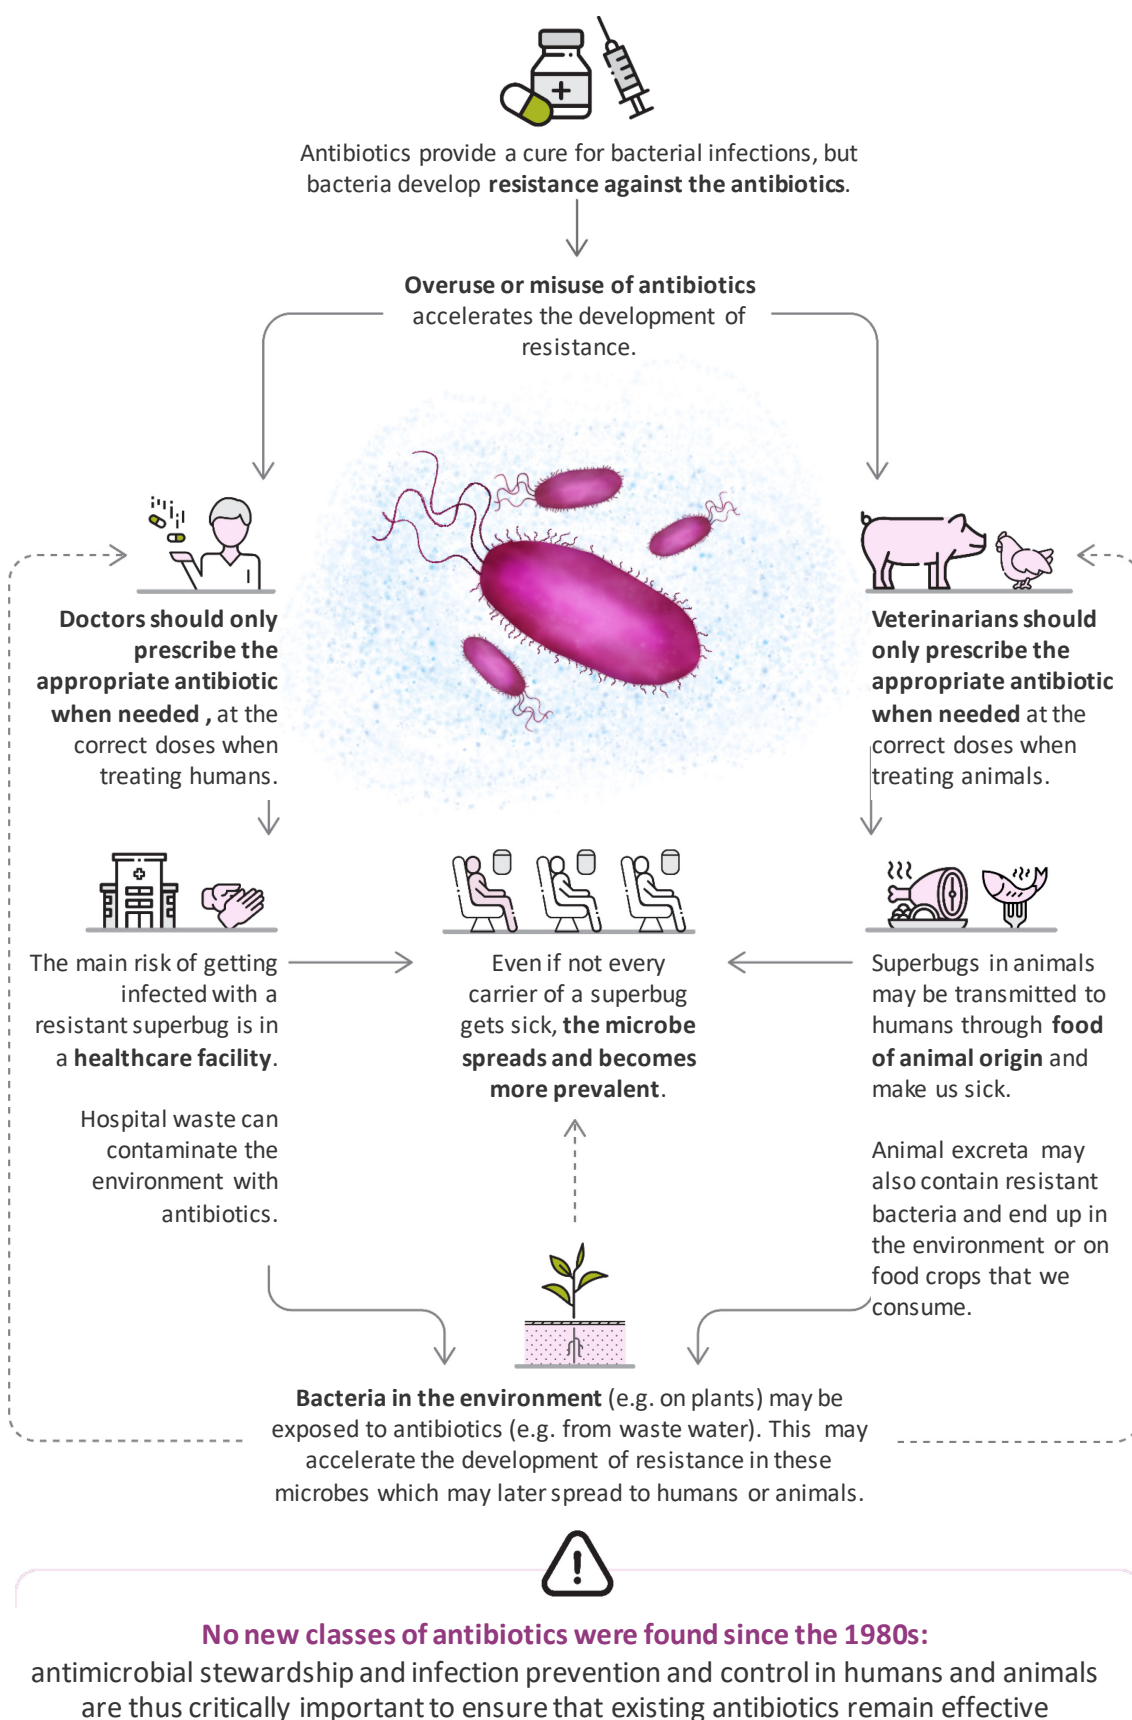 Antibiotics provide a cure for bacterial infections, but
bacteria develop resistance against the antibiotics.
Overuse or misuse of antibiotics
accelerates the development of
resistance.
Doctors should only
prescribe the
appropriate antibiotic
when needed , at the
correct doses when
treating humans.
Veterinarians should
only prescribe the
appropriate antibiotic
when needed at the
correct doses when
treating animals.
The main risk of getting
infected with a
resistant superbug is in
a healthcare facility.
Hospital waste can
contaminate the
environment with
antibiotics.
Even if not every
carrier of a superbug
gets sick, the microbe
spreads and becomes
more prevalent.
Superbugs in animals
may be transmitted to
humans through food
of animal origin and
make us sick.
Animal excreta may
also contain resistant
bacteria and end up in
the environment or on
food crops that we
consume.
Bacteria in the environment (e.g. on plants) may be
exposed to antibiotics (e.g. from waste water). This may
accelerate the development of resistance in these
microbes which may later spread to humans or animals.
No new classes of antibiotics were found since the 1980s:
antimicrobial stewardship and infection prevention and control in humans and animals
are thus critically important to ensure that existing antibiotics remain effective